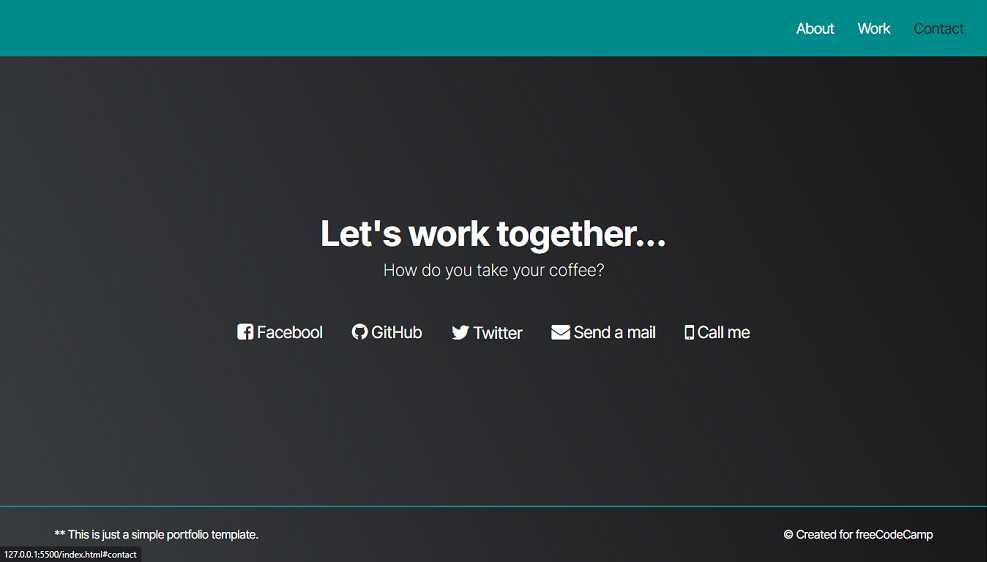 About Work Contact
Let's work together...
How do you take your coffee?
Facebool GitHub Twitter Send a mail Call me
** This is just a simple portfolio template. © Created for freeCodeCamp
127.0.0.1:5500/index.html#contact